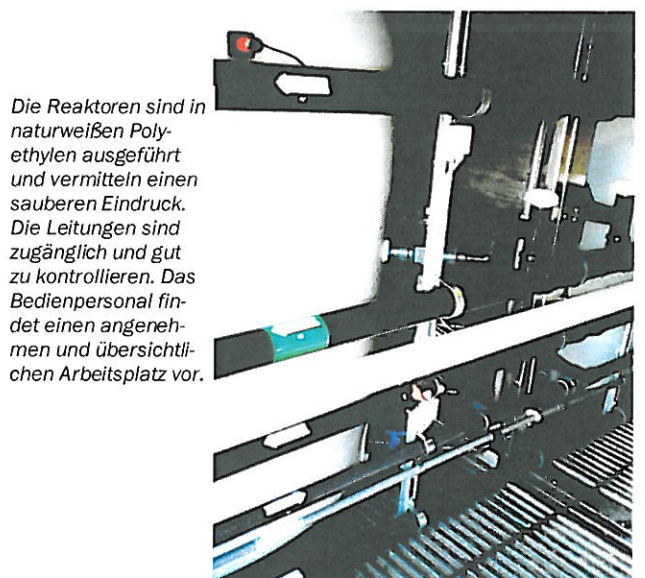 Die Reaktoren sind in
naturweißen Poly-
ethylen ausgeführt
und vermitteln einen
sauberen Eindruck.
Die Leitungen sind
zugänglich und gut
zu kontrollieren. Das
Bedienpersonal fin-
det einen angeneh-
men und übersichtli-
chen Arbeitsplatz vor.